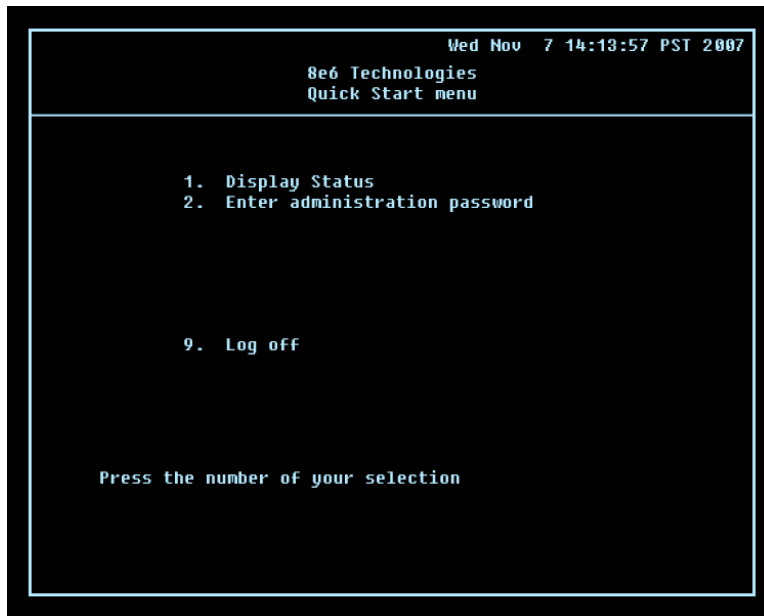 Wed Nov  7 14:13:57 PST 2007
8e6 Technologies
Quick Start menu
1.  Display Status
2.  Enter administration password
9.  Log off
Press the number of your selection